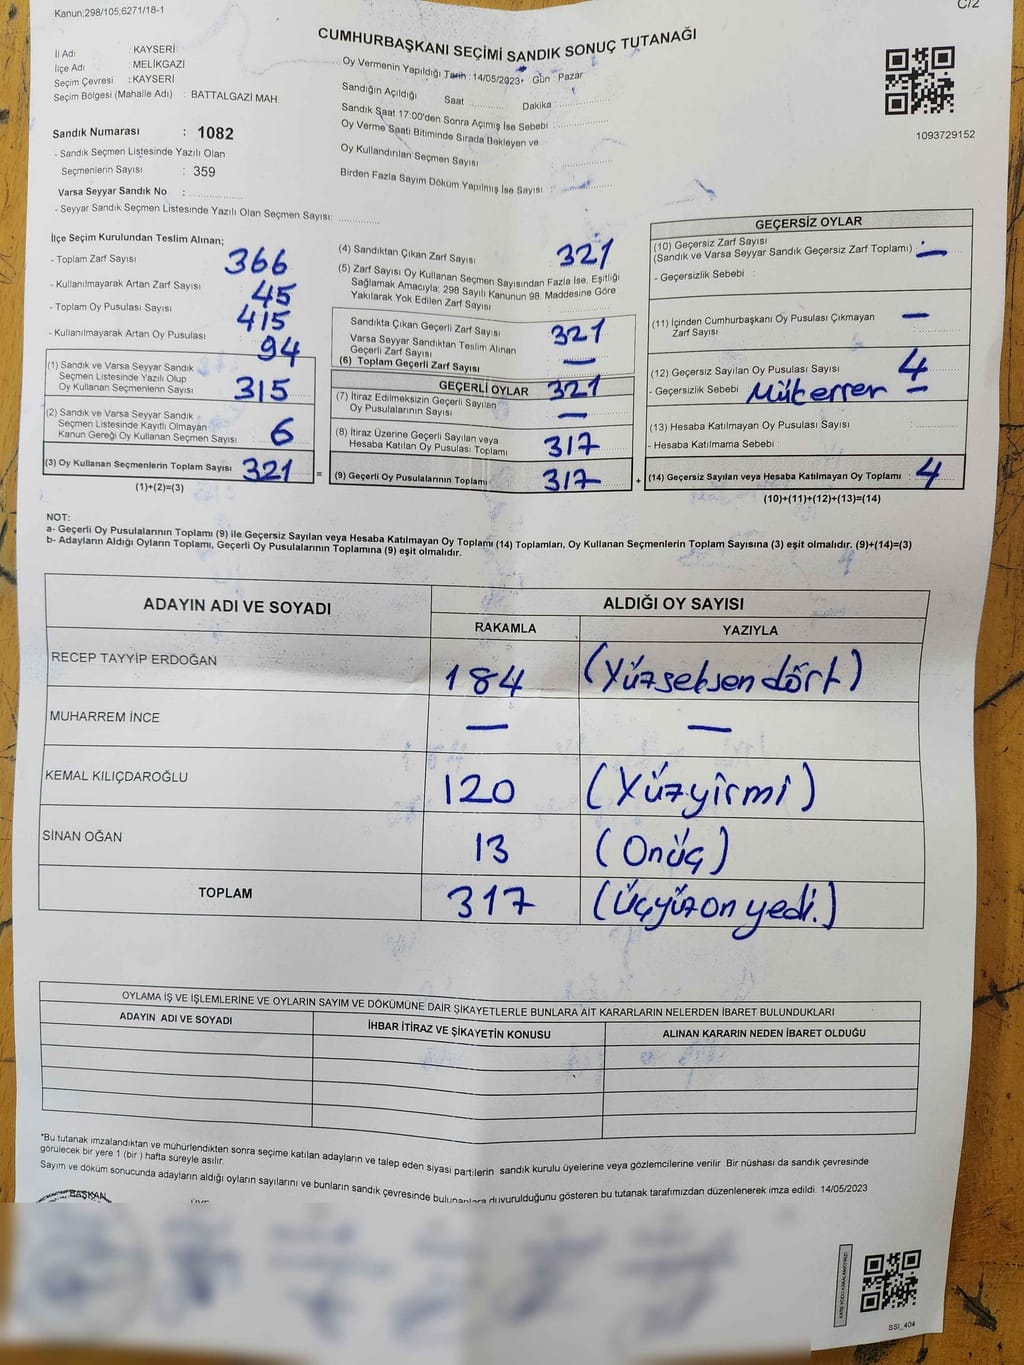 Kanun;298/105,6271/18-1
C/2
CUMHURBAŞKANI SEÇİMİ SANDIK SONUÇ TUTANAĞI
İl Adı : KAYSERİ
İlçe Adı : MELİKGAZİ
Seçim Çevresi : KAYSERİ
Seçim Bölgesi (Mahalle Adı) : BATTALGAZİ MAH.
Sandık Numarası : 1082
- Sandık Seçmen Listesinde Yazılı Olan
Seçmenlerin Sayısı : 359
Varsa Seyyar Sandık No : ..............
- Seyyar Sandık Seçmen Listesinde Yazılı Olan Seçmen Sayısı: ..............
Oy Vermenin Yapıldığı Tarih : 14/05/2023 Gün : Pazar
Sandığın Açıldığı Saat .............. Dakika ..............
Sandık Saat 17.00'den Sonra Açımış İse Sebebi : ..............
Oy Verme Saati Bitiminde Sırada Bekleyen ve
Oy Kullandırılan Seçmen Sayısı ..............
Birden Fazla Sayım Döküm Yapılmış İse Sayısı : ..............
1093729152
İlçe Seçim Kurulundan Teslim Alınan;
- Toplam Zarf Sayısı 366
- Kullanılmayarak Artan Zarf Sayısı 45
- Toplam Oy Pusulası Sayısı 415
- Kullanılmayarak Artan Oy Pusulası 94
(1) Sandık ve Varsa Seyyar Sandık
Seçmen Listesinde Yazılı Olup
Oy Kullanan Seçmenlerin Sayısı 315
(2) Sandık ve Varsa Seyyar Sandık
Seçmen Listesinde Kayıtlı Olmayan
Kanun Gereği Oy Kullanan Seçmen Sayısı 6
(3) Oy Kullanan Seçmenlerin Toplam Sayısı 321 =
(1)+(2)=(3)
(4) Sandıktan Çıkan Zarf Sayısı 321
(5) Zarf Sayısı Oy Kullanan Seçmen Sayısından Fazla İse, Eşitliği
Sağlamak Amacıyla; 298 Sayılı Kanunun 98. Maddesine Göre
Yakılarak Yok Edilen Zarf Sayısı
Sandıkta Çıkan Geçerli Zarf Sayısı 321
Varsa Seyyar Sandıktan Teslim Alınan
Geçerli Zarf Sayısı —
(6) Toplam Geçerli Zarf Sayısı
GEÇERLİ OYLAR 321
(7) İtiraz Edilmeksizin Geçerli Sayılan
Oy Pusulalarının Sayısı —
(8) İtiraz Üzerine Geçerli Sayılan veya
Hesaba Katılan Oy Pusulası Toplamı 317
(9) Geçerli Oy Pusulalarının Toplamı 317 +
GEÇERSİZ OYLAR
(10) Geçersiz Zarf Sayısı
(Sandık ve Varsa Seyyar Sandık Geçersiz Zarf Toplamı) —
- Geçersizlik Sebebi :
(11) İçinden Cumhurbaşkanı Oy Pusulası Çıkmayan
Zarf Sayısı —
(12) Geçersiz Sayılan Oy Pusulası Sayısı 4
- Geçersizlik Sebebi Mükerrer —
(13) Hesaba Katılmayan Oy Pusulası Sayısı : ..............
- Hesaba Katılmama Sebebi :
(14) Geçersiz Sayılan veya Hesaba Katılmayan Oy Toplamı 4
(10)+(11)+(12)+(13)=(14)
NOT:
a- Geçerli Oy Pusulalarının Toplamı (9) ile Geçersiz Sayılan veya Hesaba Katılmayan Oy Toplamı (14) Toplamları, Oy Kullanan Seçmenlerin Toplam Sayısına (3) eşit olmalıdır. (9)+(14)=(3)
b- Adayların Aldığı Oyların Toplamı, Geçerli Oy Pusulalarının Toplamına (9) eşit olmalıdır.
ADAYIN ADI VE SOYADI
ALDIĞI OY SAYISI
RAKAMLA YAZIYLA
RECEP TAYYİP ERDOĞAN 184 (Yüzseksendört)
MUHARREM İNCE — —
KEMAL KILIÇDAROĞLU 120 (Yüzyirmi)
SİNAN OĞAN 13 (Onüç)
TOPLAM 317 (Üçyüzonyedi.)
OYLAMA İŞ VE İŞLEMLERİNE VE OYLARIN SAYIM VE DÖKÜMÜNE DAİR ŞİKAYETLERLE BUNLARA AİT KARARLARIN NELERDEN İBARET BULUNDUKLARI
ADAYIN ADI VE SOYADI
İHBAR İTİRAZ VE ŞİKAYETİN KONUSU
ALINAN KARARIN NEDEN İBARET OLDUĞU
*Bu tutanak imzalandıktan ve mühürlendikten sonra seçime katılan adayların ve talep eden siyasi partilerin sandık kurulu üyelerine veya gözlemcilerine verilir. Bir nüshası da sandık çevresinde
görülecek bir yere 1 (bir ) hafta süreyle asılır.
Sayım ve döküm sonucunda adayların aldığı oyların sayılarını ve bunların sandık çevresinde bulunanlara duyurulduğunu gösteren bu tutanak tarafımızdan düzenlenerek imza edildi. 14/05/2023
BAŞKAN
ÜYE
SSI_404